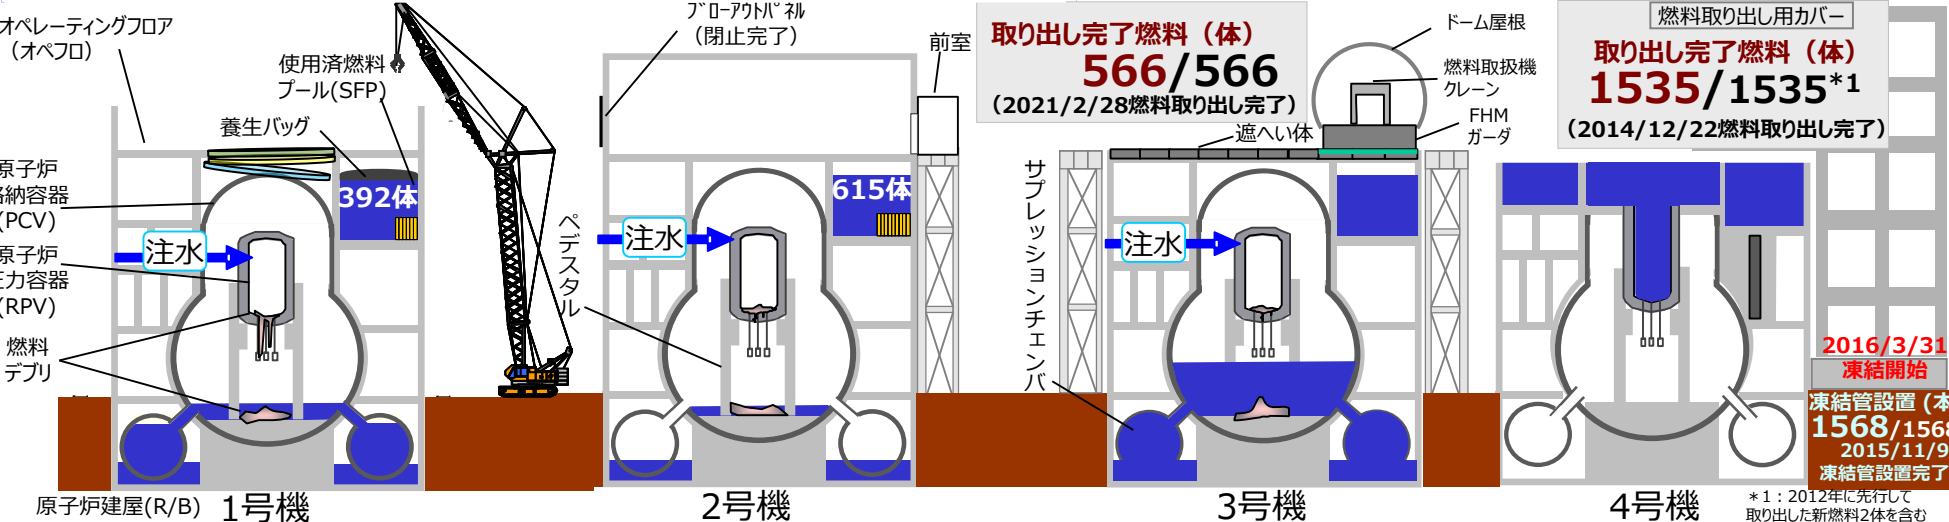 オペレーティングフロア
(オペフロ)
使用済燃料
プール(SFP)
養生バッグ
原子炉
格納容器
(PCV)
392体
注水
原子炉
圧力容器
(RPV)
燃料
デブリ
原子炉建屋(R/B)
1号機
ブローアウトパネル
(閉止完了)
前室
615体
注水
ペデスタル
2号機
取り出し完了燃料（体）
566/566
(2021/2/28燃料取り出し完了)
ドーム屋根
燃料取扱機
クレーン
FHM
ガーダ
遮へい体
注水
サプレッションチェンバ
3号機
燃料取り出し用カバー
取り出し完了燃料（体）
1535/1535*1
(2014/12/22燃料取り出し完了)
2016/3/31
凍結開始
凍結管設置 (本
1568/1568
2015/11/9
凍結管設置完了
4号機
*1：2012年に先行して
取り出した新燃料2体を含む